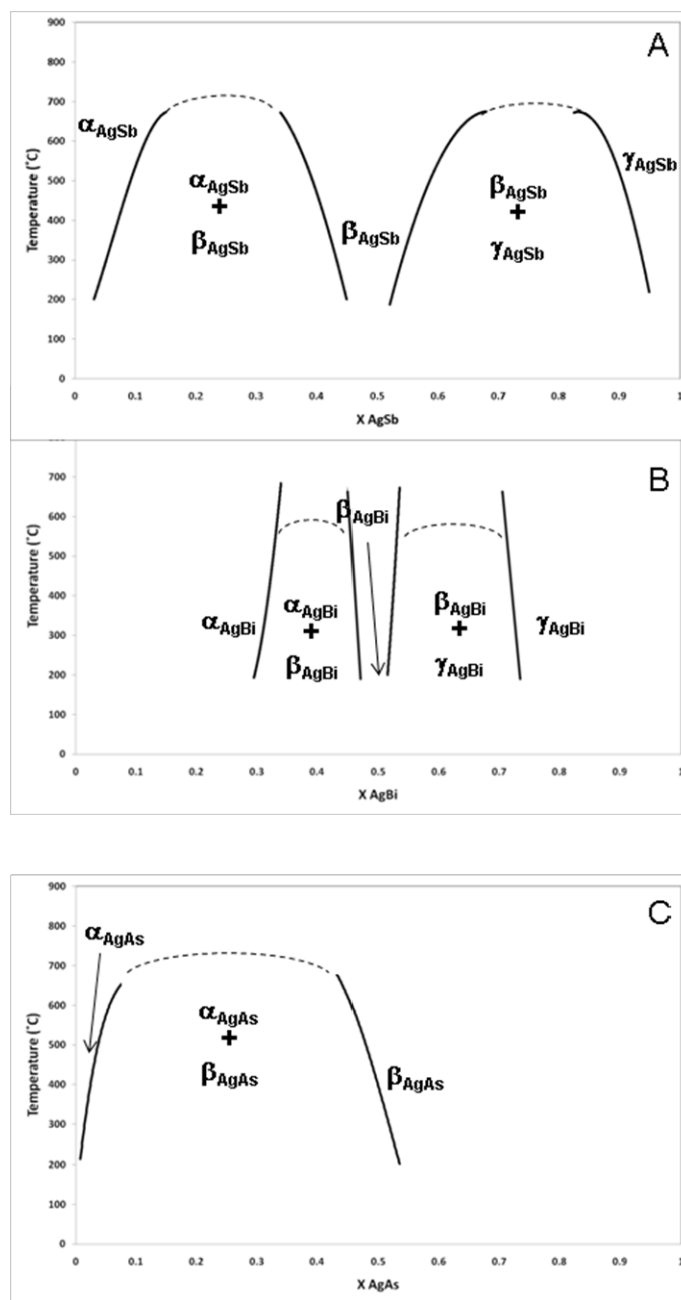 A
900
800
700
600
500
400
300
200
100
0
Temperature (˚C)
αAgSb
αAgSb
+
βAgSb
βAgSb
βAgSb
+
γAgSb
γAgSb
0 0.1 0.2 0.3 0.4 0.5 0.6 0.7 0.8 0.9 1
X AgSb
B
700
600
500
400
300
200
100
0
Temperature (˚C)
βAgBi
αAgBi
αAgBi
+
βAgBi
βAgBi
+
γAgBi
γAgBi
0 0.1 0.2 0.3 0.4 0.5 0.6 0.7 0.8 0.9 1
X AgBi
C
900
800
700
600
500
400
300
200
100
0
Temperature (˚C)
αAgAs
αAgAs
+
βAgAs
βAgAs
0 0.1 0.2 0.3 0.4 0.5 0.6 0.7 0.8 0.9 1
X AgAs